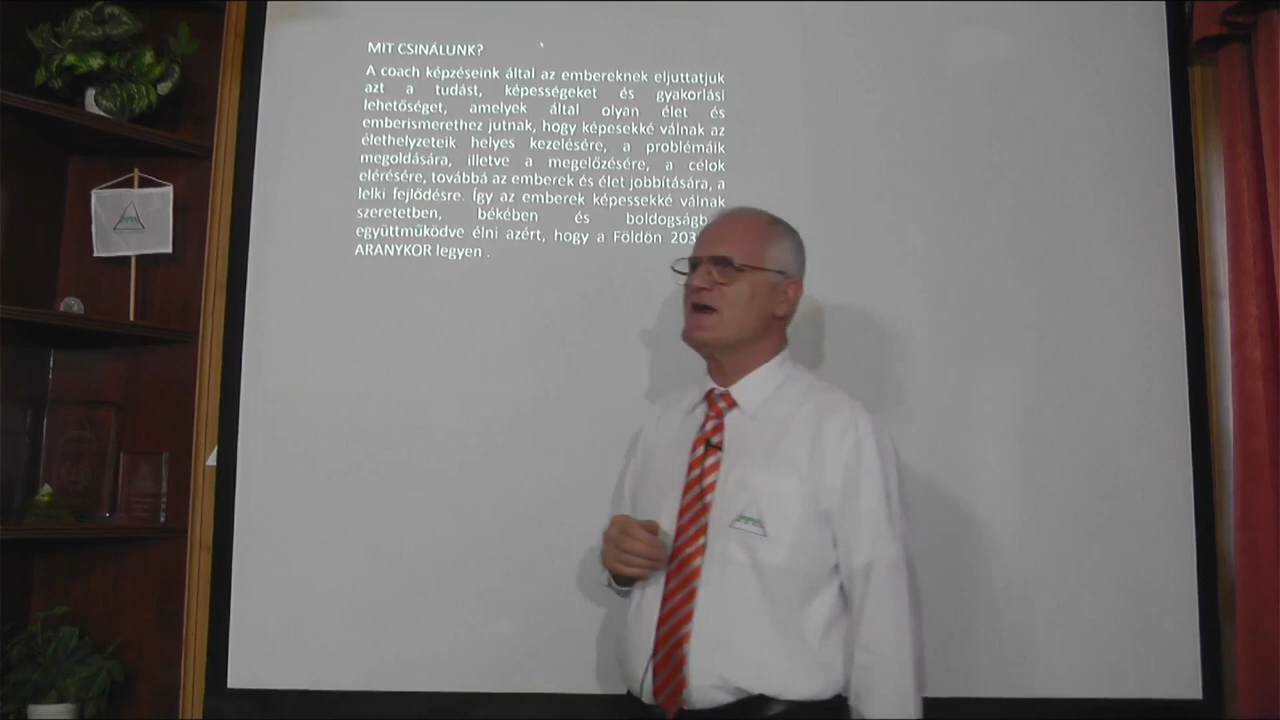 MIT CSINÁLUNK?
A coach képzéseink által az embereknek eljuttatjuk
azt a tudást, képességeket és gyakorlási
lehetőséget, amelyek által olyan élet és
emberismerethez jutnak, hogy képesekké válnak az
élethelyzeteik helyes kezelésére, a problémáik
megoldására, illetve a megelőzésére, a célok
elérésére, továbbá az emberek és élet jobbítására, a
lelki fejlődésre. Így az emberek képessekké válnak
szeretetben, békében és
együttműködve élni azért, hogy a Földön
ARANYKOR legyen .